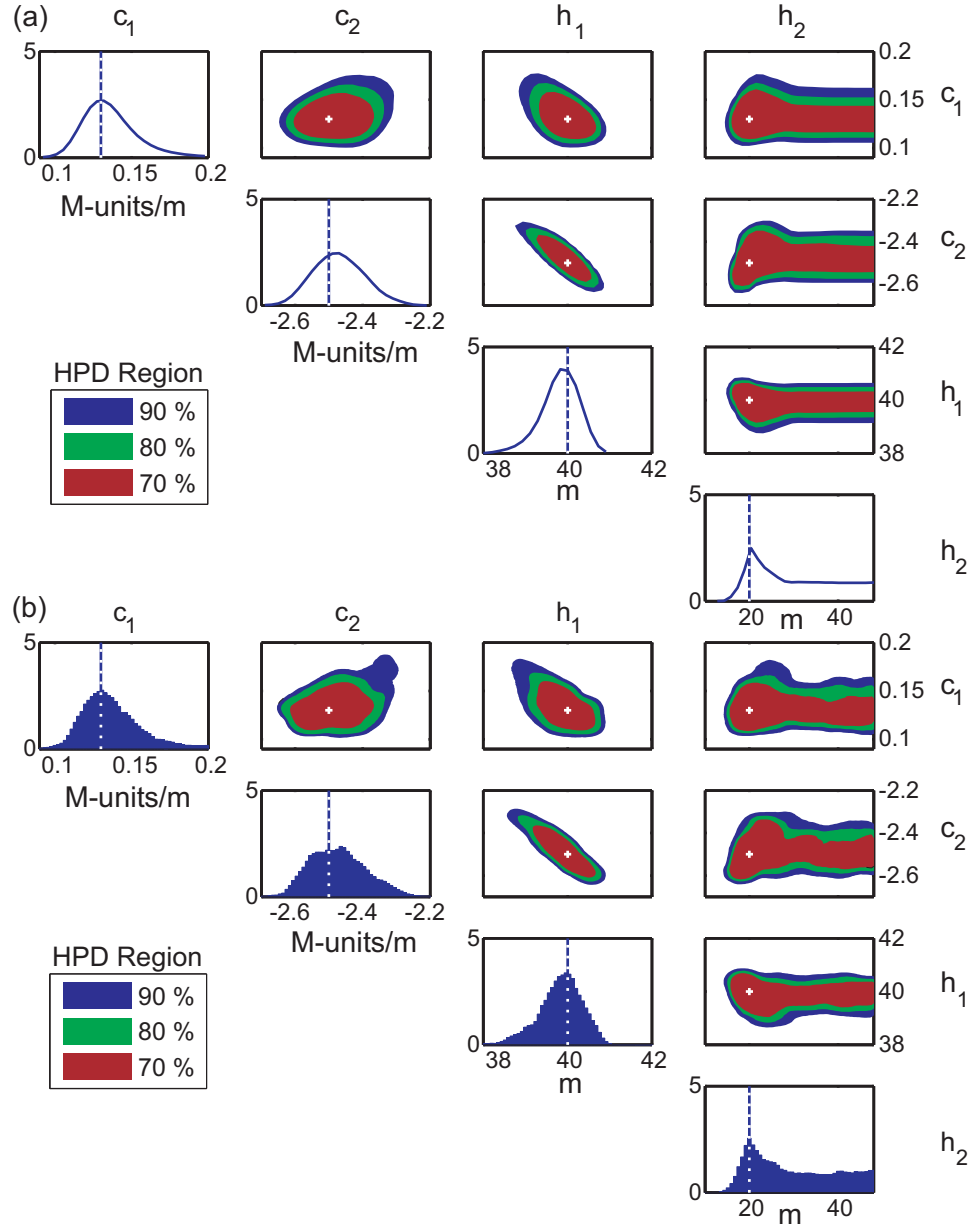 (a) c1 c2 h1 h2
5
0
0.1 0.15 0.2
M-units/m
0.2
0.15
0.1
c1
5
0
-2.6 -2.4 -2.2
M-units/m
-2.2
-2.4
-2.6
c2
HPD Region
90 %
80 %
70 %
5
0
38 40 42
m
42
40
38
h1
5
0
20 40
m
h2
(b) c1 c2 h1 h2
5
0
0.1 0.15 0.2
M-units/m
0.2
0.15
0.1
c1
5
0
-2.6 -2.4 -2.2
M-units/m
-2.2
-2.4
-2.6
c2
HPD Region
90 %
80 %
70 %
5
0
38 40 42
m
42
40
38
h1
5
0
20 40
m
h2